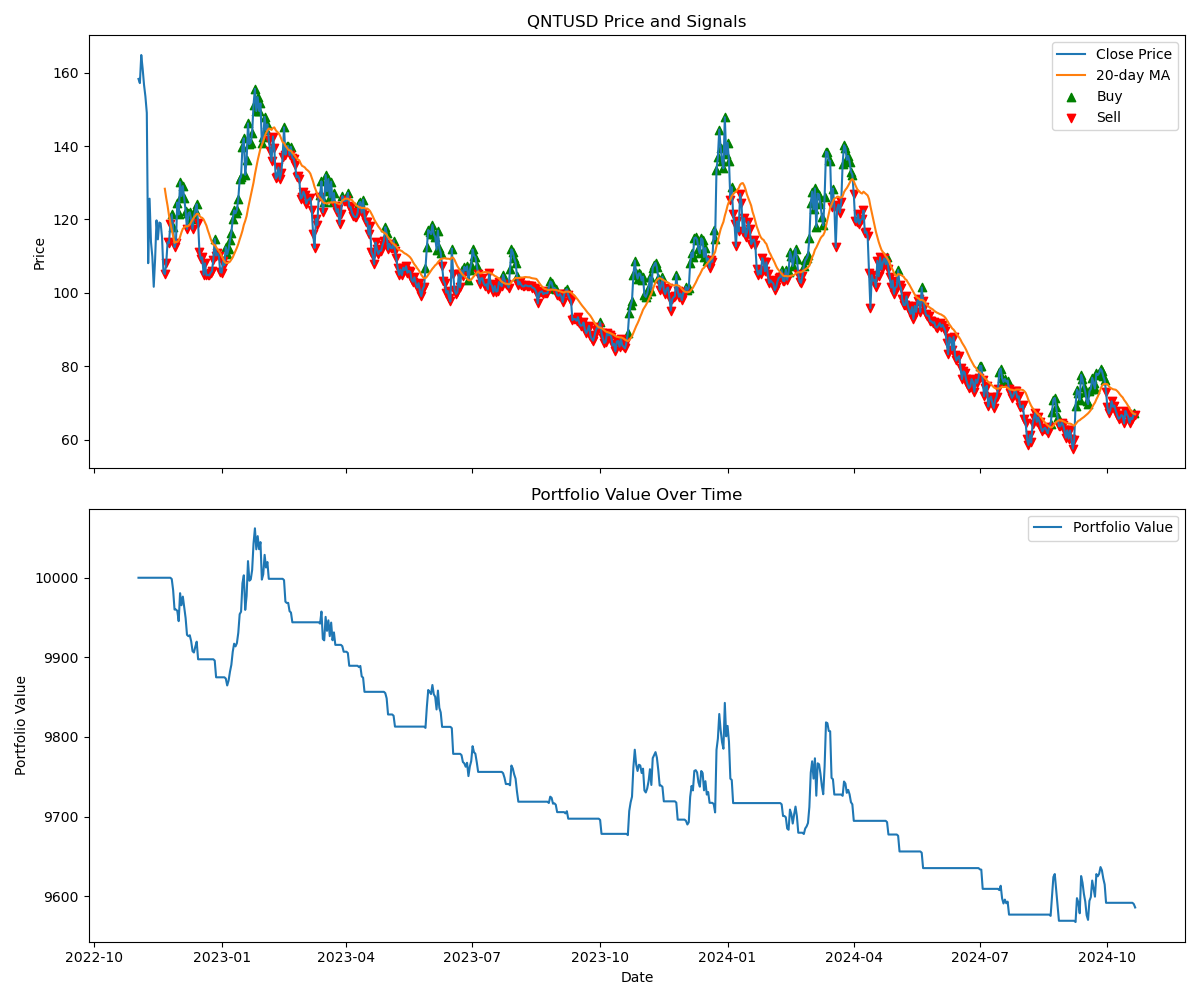 QNTUSD Price and Signals
Close Price
20-day MA
Buy
Sell
160
140
120
100
80
60
Price
Portfolio Value Over Time
Portfolio Value
10000
9900
9800
9700
9600
Portfolio Value
2022-10
2023-01
2023-04
2023-07
2023-10
2024-01
2024-04
2024-07
2024-10
Date